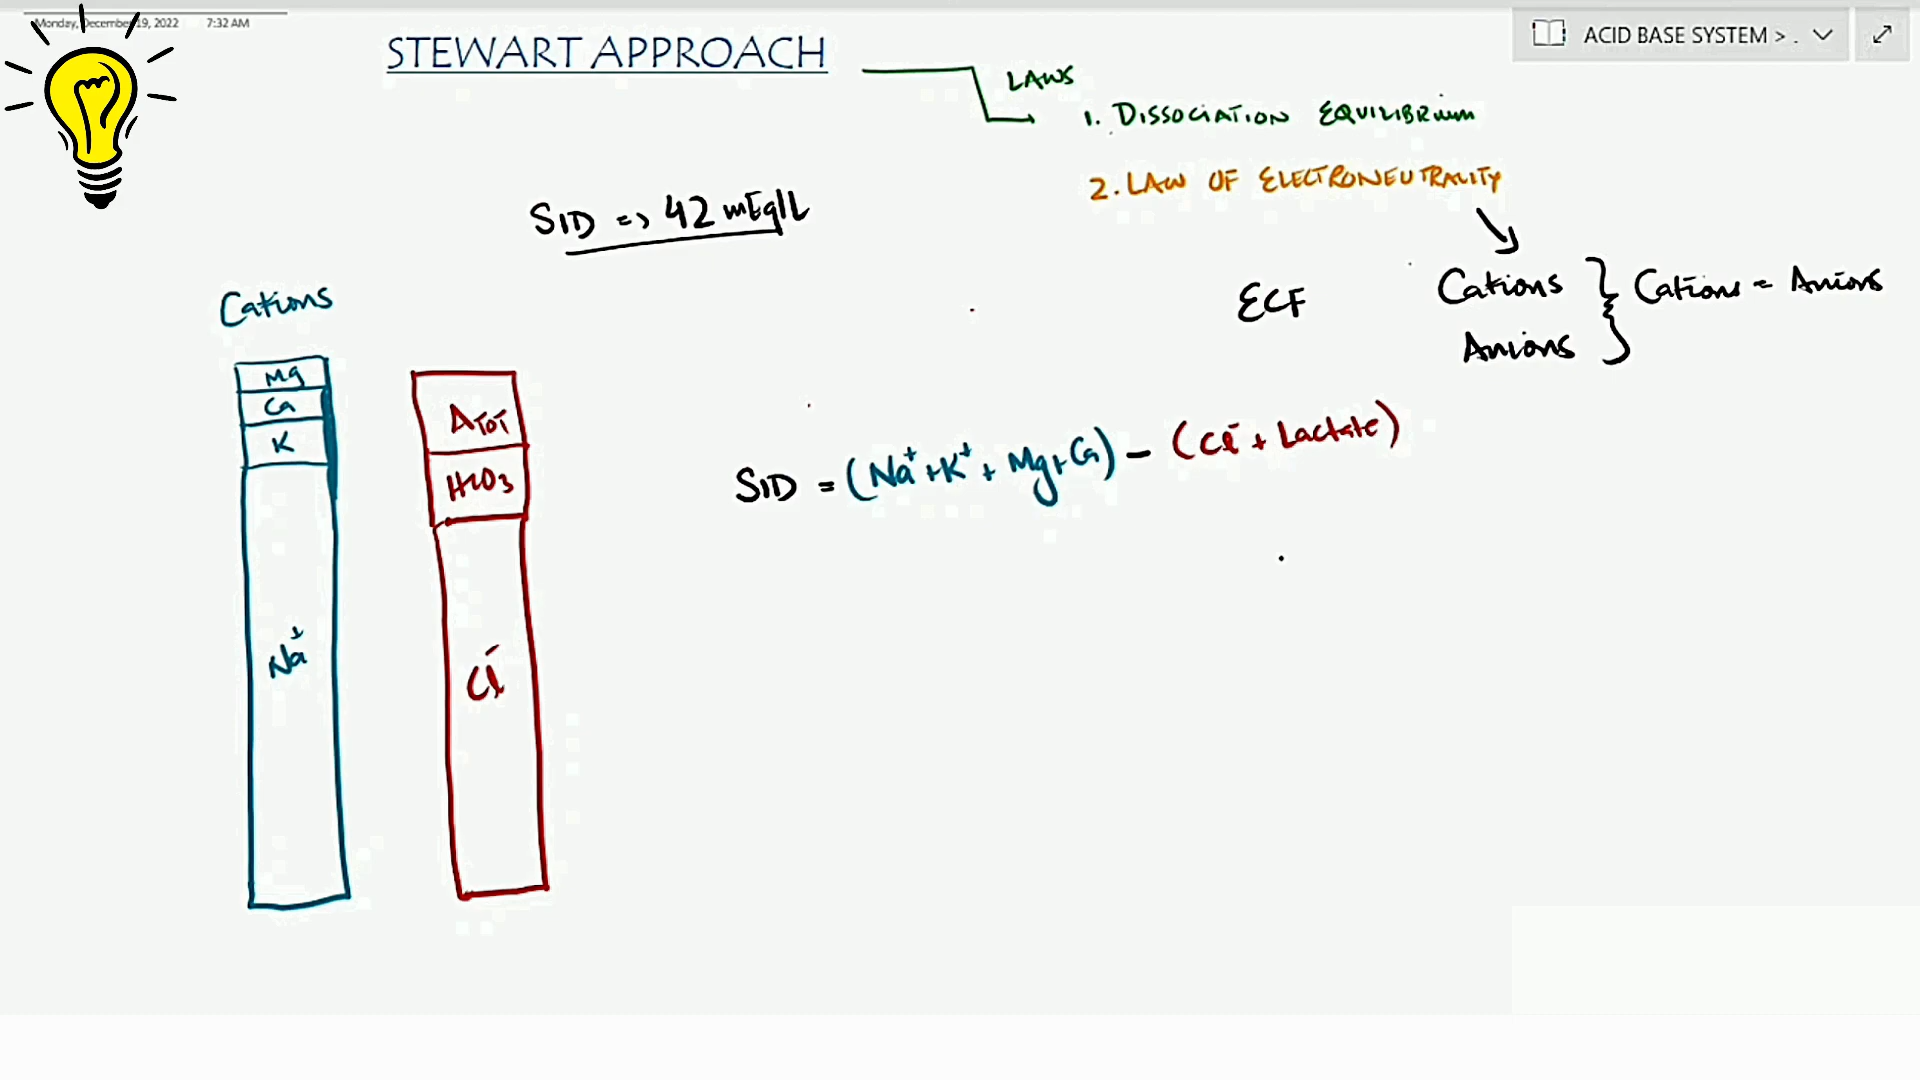 Monday, December 19, 2022 7:32 AM
ACID BASE SYSTEM > .
STEWART APPROACH
LAWS
1. DISSOCIATION EQUILIBRIUM
2. LAW OF ELECTRONEUTRALITY
SID => 42 mEq/L
ECF
Cations
Anions
Cations = Anions
Cations
Mg
Ca
K
Na+
ATOT
HCO3
Cl-
SID = (Na+ + K+ + Mg + Ca) - (Cl- + Lactate)